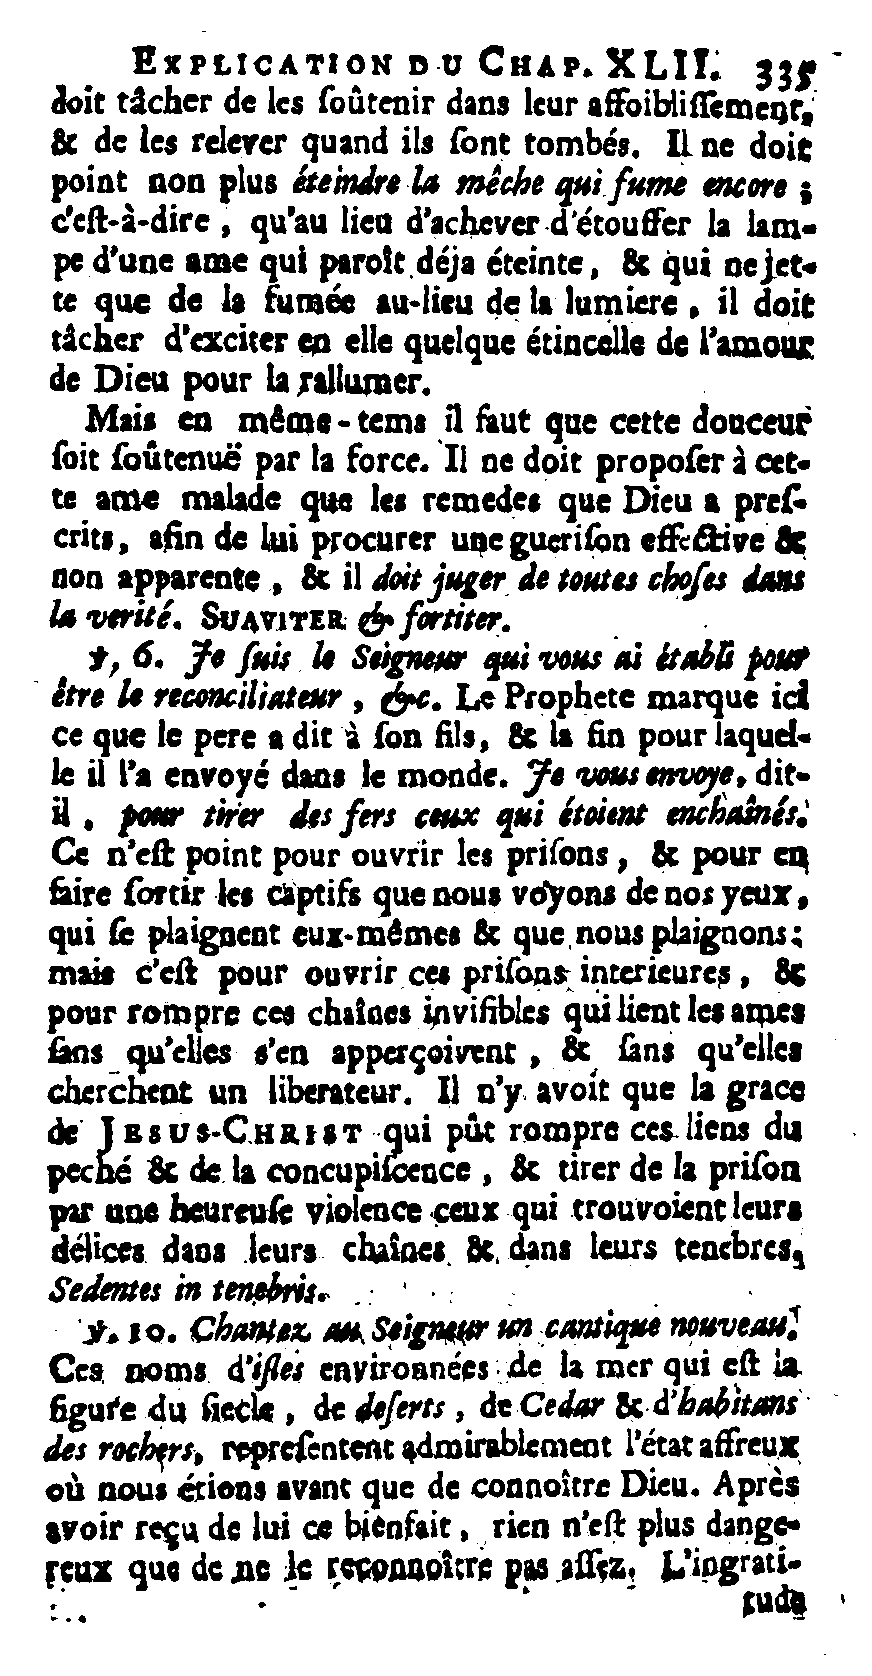 EXPLICATION DU CHAP. XLII. 335
doit tâcher de les ſoûtenir dans leur affoibliſſement,
& de les relever quand ils ſont tombés. Il ne doit
point non plus éteindre la mêche qui fume encore ;
c'eſt-à-dire , qu'au lieu d'achever d'étouffer la lam-
pe d'une ame qui paroît déja éteinte, & qui ne jet-
te que de la fumée au-lieu de la lumiere , il doit
tâcher d'exciter en elle quelque étincelle de l'amour
de Dieu pour la rallumer.
Mais en même-tems il faut que cette douceur
ſoit ſoûtenuë par la force. Il ne doit propoſer à cet-
te ame malade que les remedes que Dieu a preſ-
crits, afin de lui procurer une gueriſon effective &
non apparente , & il doit juger de toutes choſes dans
la verité. SUAVITER & fortiter.
℣, 6. Je ſuis le Seigneur qui vous ai établi pour
être le reconciliateur , &c. Le Prophete marque ici
ce que le pere a dit à ſon fils, & la fin pour laquel-
le il l'a envoyé dans le monde. Je vous envoye, dit-
il , pour tirer des fers ceux qui étoient enchaînés.
Ce n'eſt point pour ouvrir les priſons , & pour en
faire ſortir les captifs que nous voyons de nos yeux,
qui ſe plaignent eux-mêmes & que nous plaignons;
mais c'eſt pour ouvrir ces priſons interieures , &
pour rompre ces chaînes inviſibles qui lient les ames
ſans qu'elles s'en apperçoivent , & ſans qu'elles
cherchent un liberateur. Il n'y avoit que la grace
de JESUS-CHRIST qui pût rompre ces liens du
peché & de la concupiſcence , & tirer de la priſon
par une heureuſe violence ceux qui trouvoient leurs
délices dans leurs chaînes & dans leurs tenebres,
Sedentes in tenebris.
℣. 10. Chantez au Seigneur un cantique nouveau.
Ces noms d'iſles environnées de la mer qui eſt la
figure du ſiecle , de deſerts , de Cedar & d'habitans
des rochers, repreſentent admirablement l'état affreux
où nous étions avant que de connoître Dieu. Après
avoir reçu de lui ce bienfait , rien n'eſt plus dange-
reux que de ne le reconnoître pas aſſez. L'ingrati-
tude